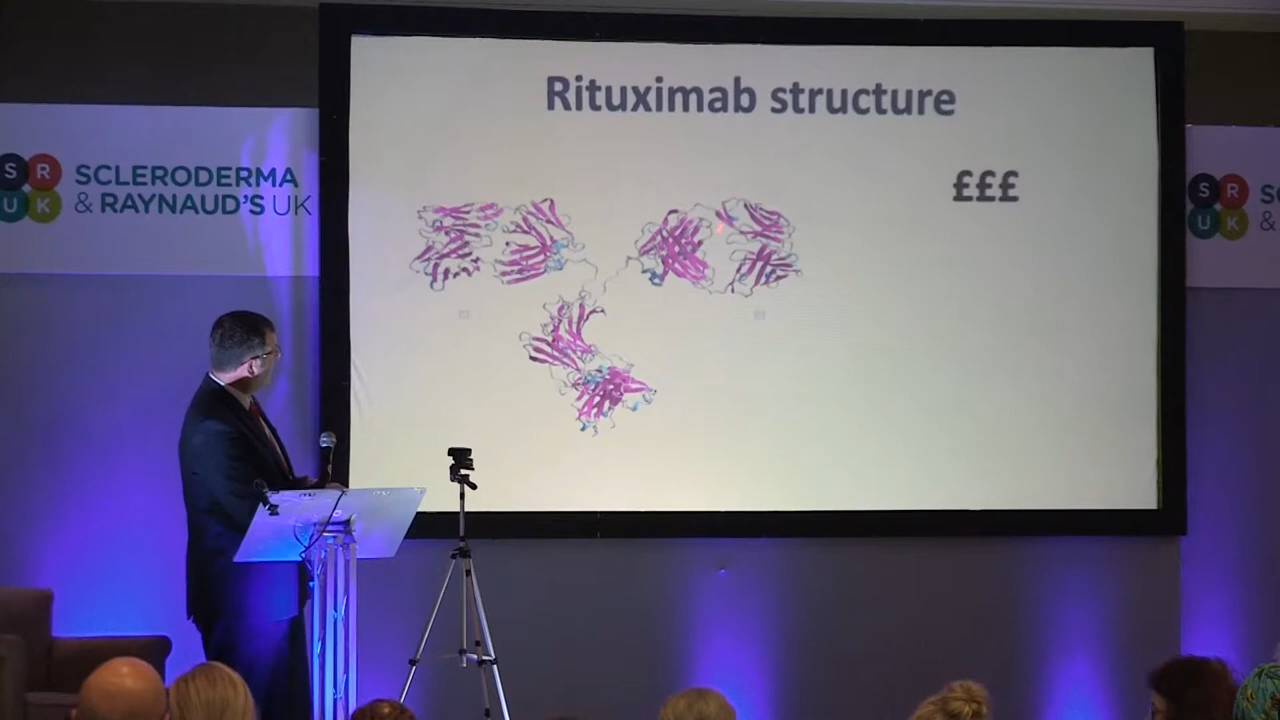 Rituximab structure
£££
S R
U K
SCLERODERMA
& RAYNAUD'S UK
S R
U K
SC
&